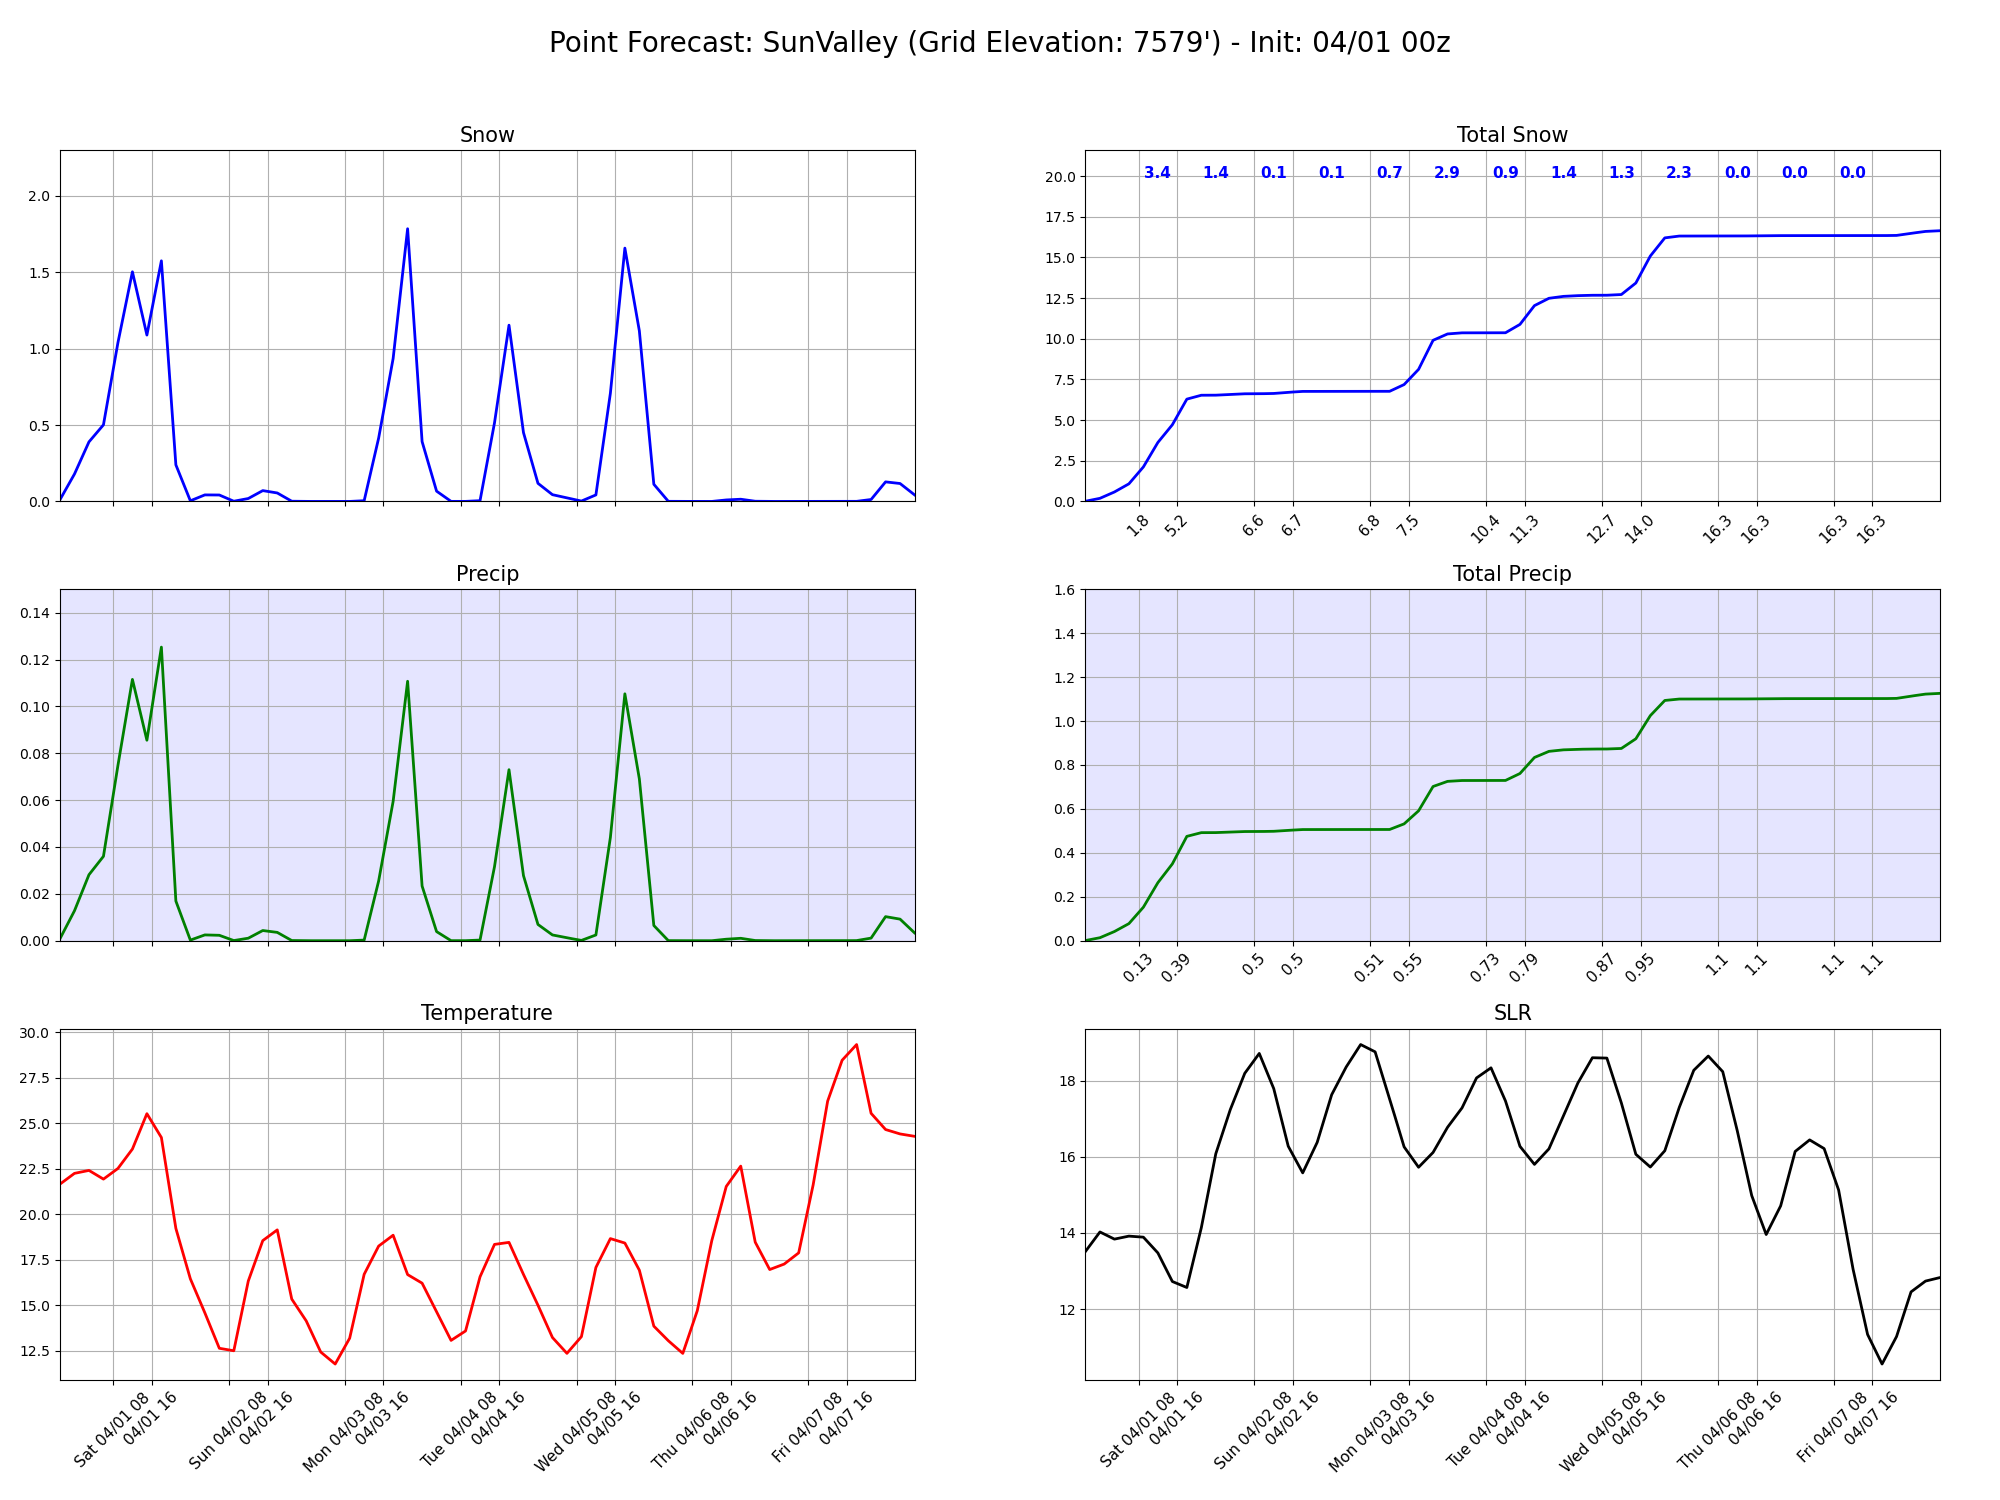 Point Forecast: SunValley (Grid Elevation: 7579') - Init: 04/01 00z
Snow
2.0
1.5
1.0
0.5
0.0
Total Snow
3.4 1.4 0.1 0.1 0.7 2.9 0.9 1.4 1.3 2.3 0.0 0.0 0.0
20.0
17.5
15.0
12.5
10.0
7.5
5.0
2.5
0.0
1.8 5.2 6.6 6.7 6.8 7.5 10.4 11.3 12.7 14.0 16.3 16.3 16.3 16.3
Precip
0.14
0.12
0.10
0.08
0.06
0.04
0.02
0.00
Total Precip
1.6
1.4
1.2
1.0
0.8
0.6
0.4
0.2
0.0
0.13 0.39 0.5 0.5 0.51 0.55 0.73 0.79 0.87 0.95 1.1 1.1 1.1 1.1
Temperature
30.0
27.5
25.0
22.5
20.0
17.5
15.0
12.5
Sat 04/01 08
04/01 16
Sun 04/02 08
04/02 16
Mon 04/03 08
04/03 16
Tue 04/04 08
04/04 16
Wed 04/05 08
04/05 16
Thu 04/06 08
04/06 16
Fri 04/07 08
04/07 16
SLR
18
16
14
12
Sat 04/01 08
04/01 16
Sun 04/02 08
04/02 16
Mon 04/03 08
04/03 16
Tue 04/04 08
04/04 16
Wed 04/05 08
04/05 16
Thu 04/06 08
04/06 16
Fri 04/07 08
04/07 16